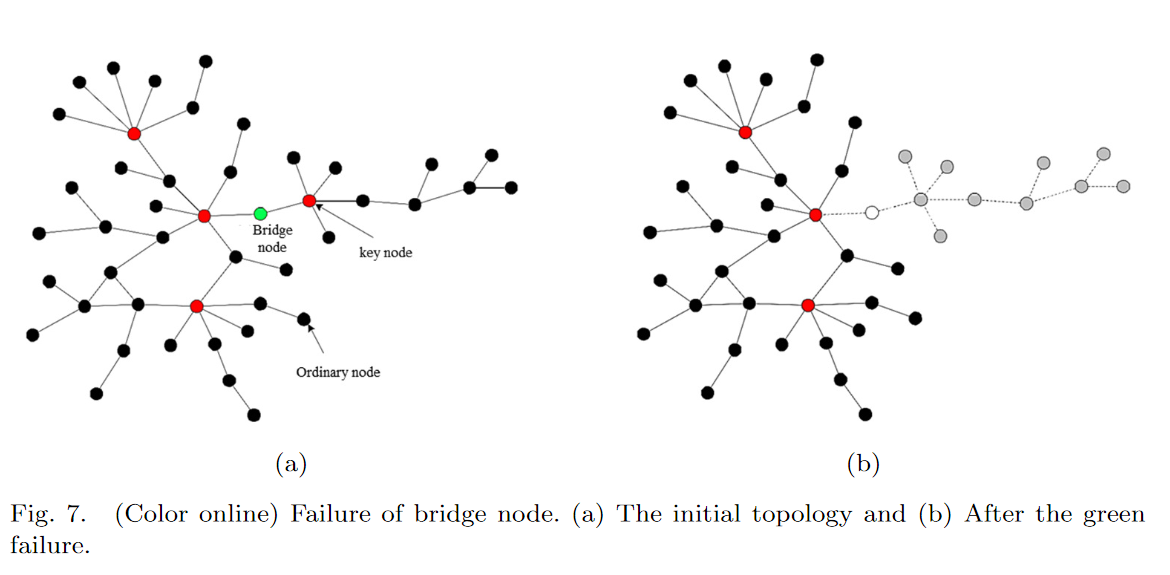 Bridge
node
key node
Ordinary node
(a)
(b)
Fig. 7. (Color online) Failure of bridge node. (a) The initial topology and (b) After the green
failure.